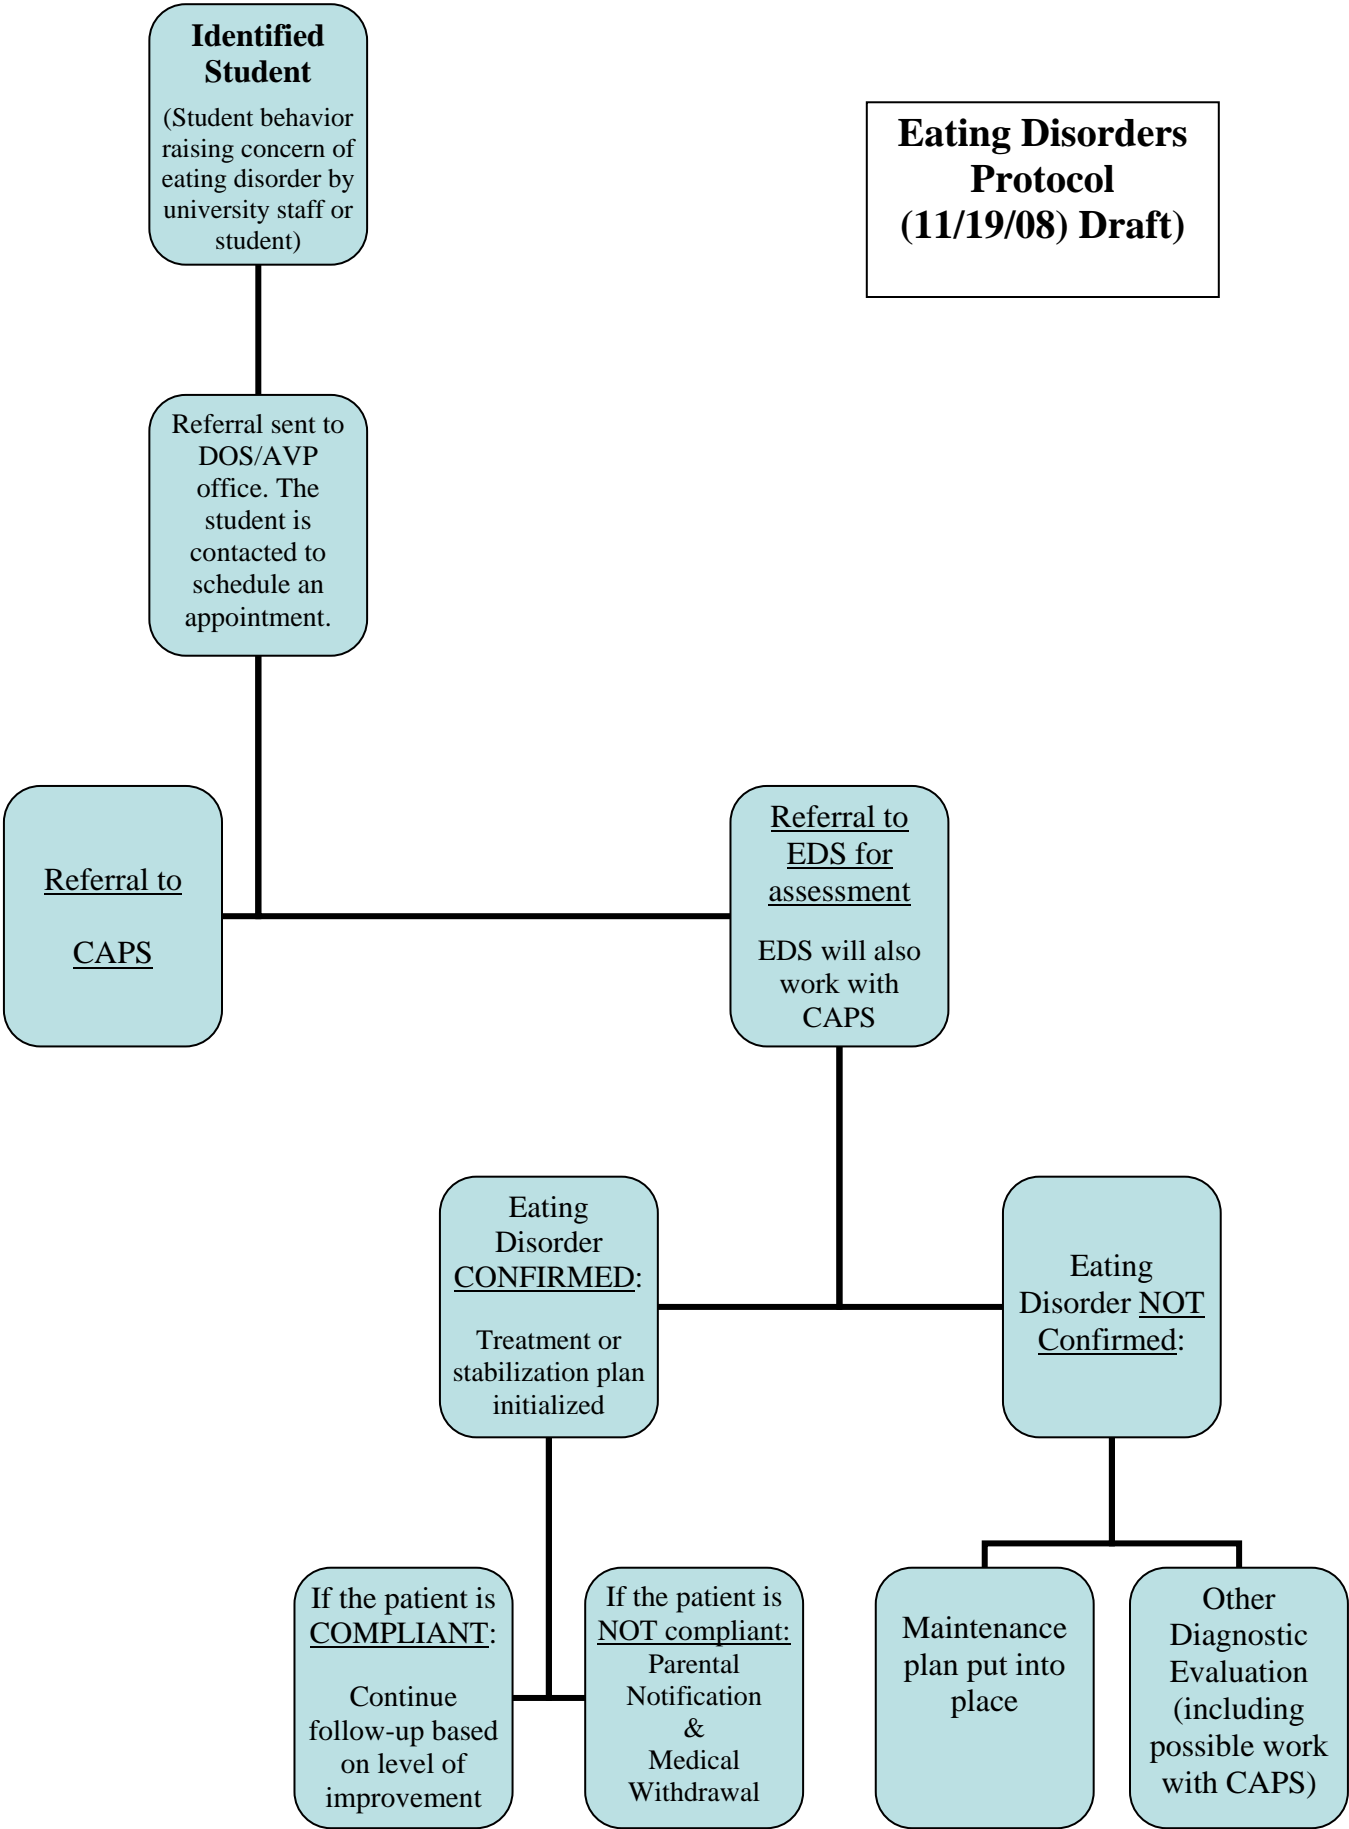 Identified
Student
(Student behavior
raising concern of
eating disorder by
university staff or
student)
Eating Disorders
Protocol
(11/19/08) Draft)
Referral sent to
DOS/AVP
office. The
student is
contacted to
schedule an
appointment.
Referral to
CAPS
Referral to
EDS for
assessment
EDS will also
work with
CAPS
Eating
Disorder
CONFIRMED:
Treatment or
stabilization plan
initialized
Eating
Disorder NOT
Confirmed:
If the patient is
COMPLIANT:
Continue
follow-up based
on level of
improvement
If the patient is
NOT compliant:
Parental
Notification
&
Medical
Withdrawal
Maintenance
plan put into
place
Other
Diagnostic
Evaluation
(including
possible work
with CAPS)